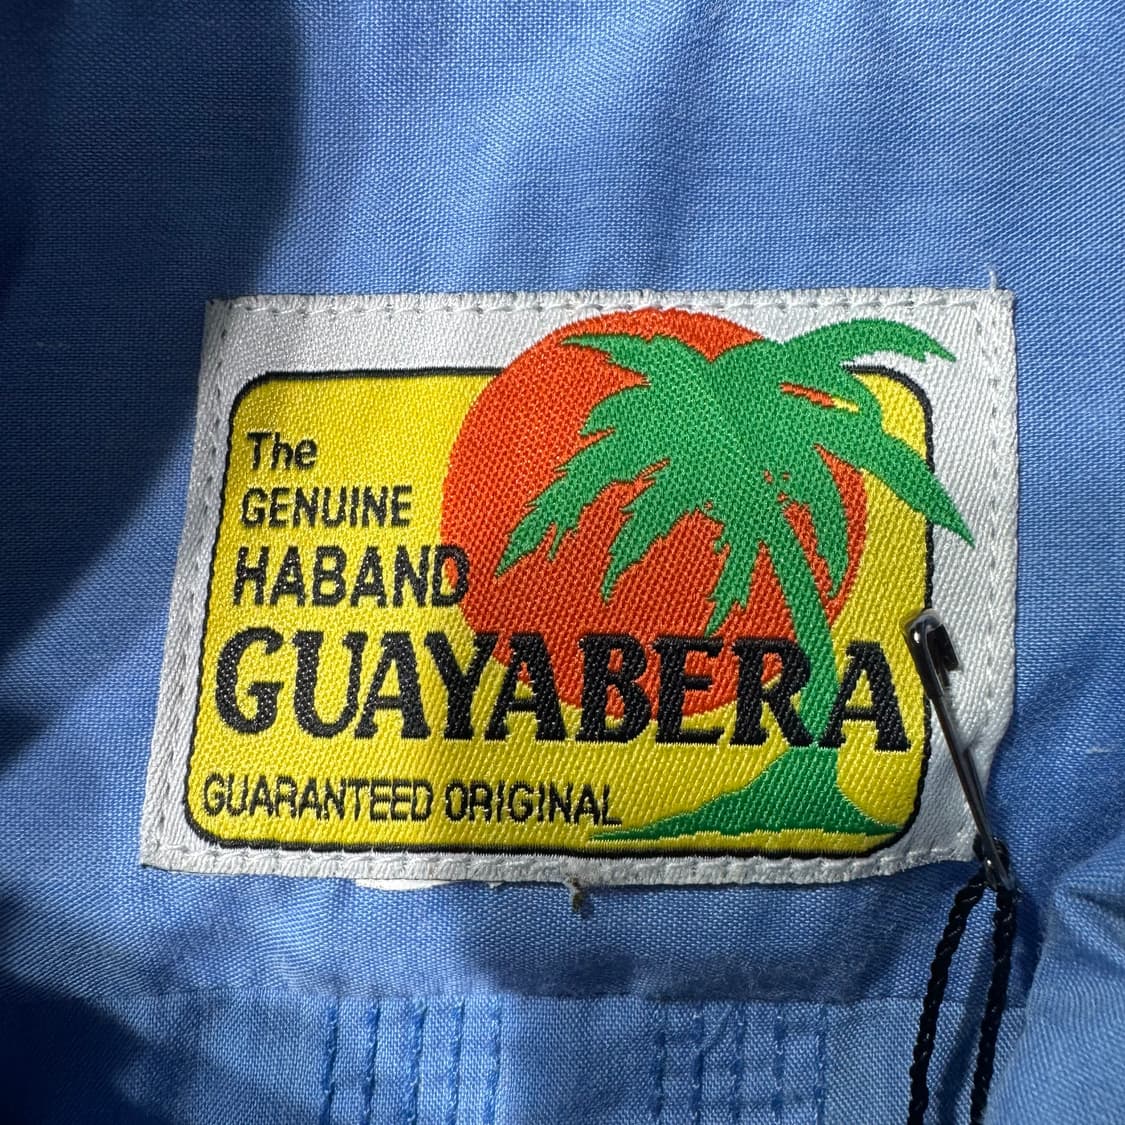 The
GENUINE
HABAND
GUAYABERA
GUARANTEED ORIGINAL